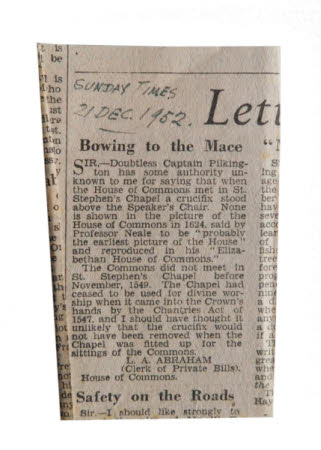 SUNDAY TIMES
21 DEC. 1952.
Lett
Bowing to the Mace
SIR,—Doubtless Captain Pilking-
ton has some authority un-
known to me for saying that when
the House of Commons met in St.
Stephen's Chapel a crucifix stood
above the Speaker's Chair. None
is shown in the picture of the
House of Commons in 1624, said by
Professor Neale to be "probably
the earliest picture of the House"
and reproduced in his "Eliza-
bethan House of Commons."
The Commons did not meet in
St. Stephen's Chapel before
November, 1549. The Chapel had
ceased to be used for divine wor-
ship when it came into the Crown's
hands by the Chantries Act of
1547, and I should have thought it
unlikely that the crucifix would
not have been removed when the
Chapel was fitted up for the
sittings of the Commons.
L. A. ABRAHAM
(Clerk of Private Bills).
House of Commons.
Safety on the Roads
Sir.—I should like strongly to